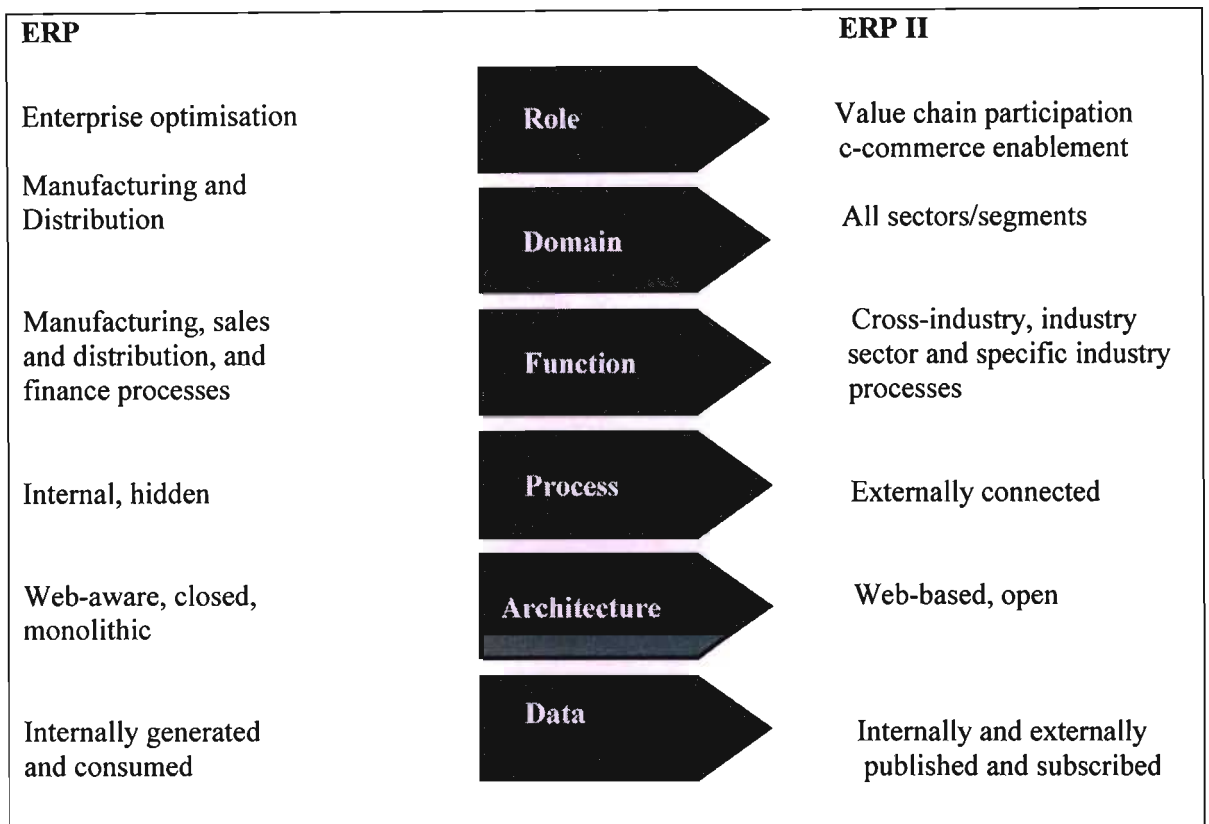 ERP
ERP II
Enterprise optimisation
Role
Value chain participation
c-commerce enablement
Manufacturing and
Distribution
Domain
All sectors/segments
Manufacturing, sales
and distribution, and
finance processes
Function
Cross-industry, industry
sector and specific industry
processes
Internal, hidden
Process
Externally connected
Web-aware, closed,
monolithic
Architecture
Web-based, open
Internally generated
and consumed
Data
Internally and externally
published and subscribed